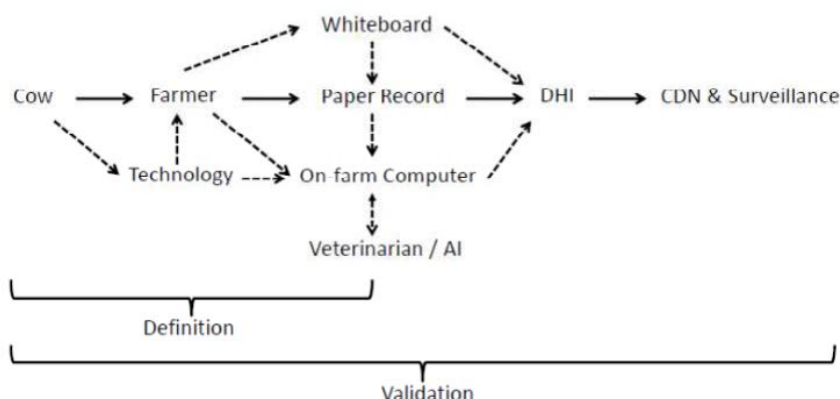 Whiteboard
Cow Farmer Paper Record DHI CDN & Surveillance
Technology On-farm Computer
Veterinarian / AI
Definition
Validation